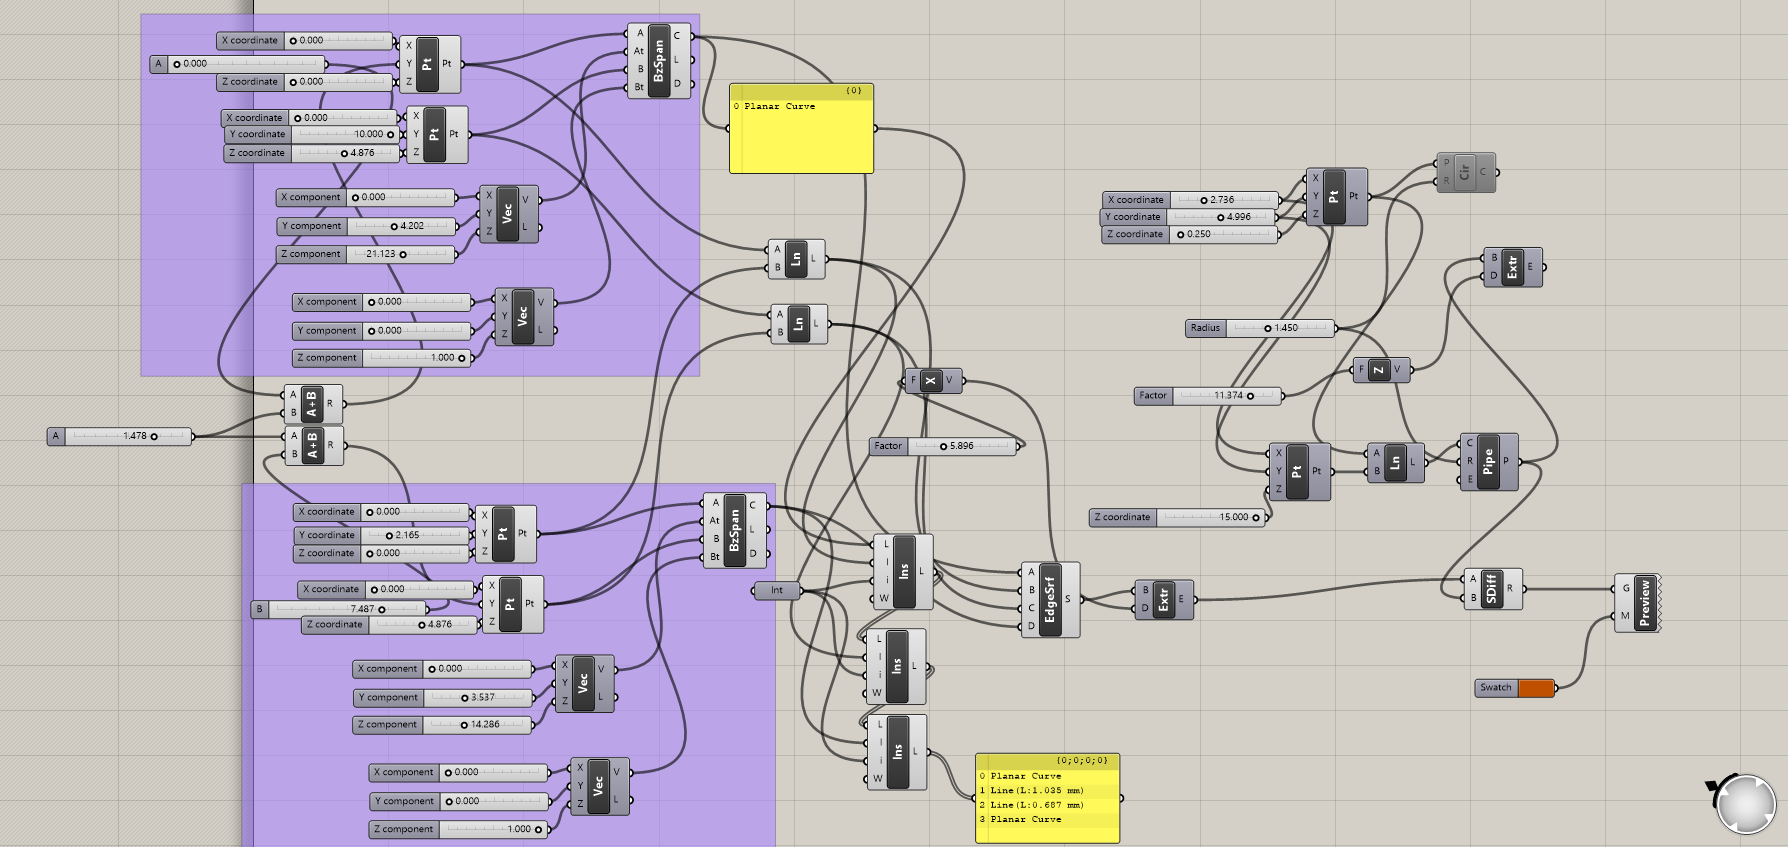 X coordinate 0.000
A 0.000
Z coordinate 0.000
X Y Z Pt Pt
X coordinate 0.000
Y coordinate 10.000
Z coordinate 4.876
X Y Z Pt Pt
A At B Bt BzSpan C L D
X component 0.000
Y component 4.202
Z component 21.123
X Y Z Vec V L
X component 0.000
Y component 0.000
Z component 1.000
X Y Z Vec V L
{0}
0 Planar Curve
A B Ln L
A B Ln L
A B A+B R
A B A+B R
A 1.478
X coordinate 0.000
Y coordinate 2.165
Z coordinate 0.000
X Y Z Pt Pt
X coordinate 0.000
B 7.487
Z coordinate 4.876
X Y Z Pt Pt
A At B Bt BzSpan C L D
X component 0.000
Y component 3.537
Z component 14.286
X Y Z Vec V L
X component 0.000
Y component 0.000
Z component 1.000
X Y Z Vec V L
F X V
Factor 5.896
Int
L I i W Ins L
L I i W Ins L
L I i W Ins L
{0;0;0;0}
0 Planar Curve
1 Line(L:1.035 mm)
2 Line(L:0.687 mm)
3 Planar Curve
A B C D EdgeSrf S
B D Extr E
X coordinate 2.736
Y coordinate 4.996
Z coordinate 0.250
X Y Z Pt Pt
P R Cir C
B D Extr E
Radius 1.450
F Z V
Factor 11.374
X Y Z Pt Pt
A B Ln L
C R E Pipe P
Z coordinate 15.000
A B SDiff R
G M Preview
Swatch